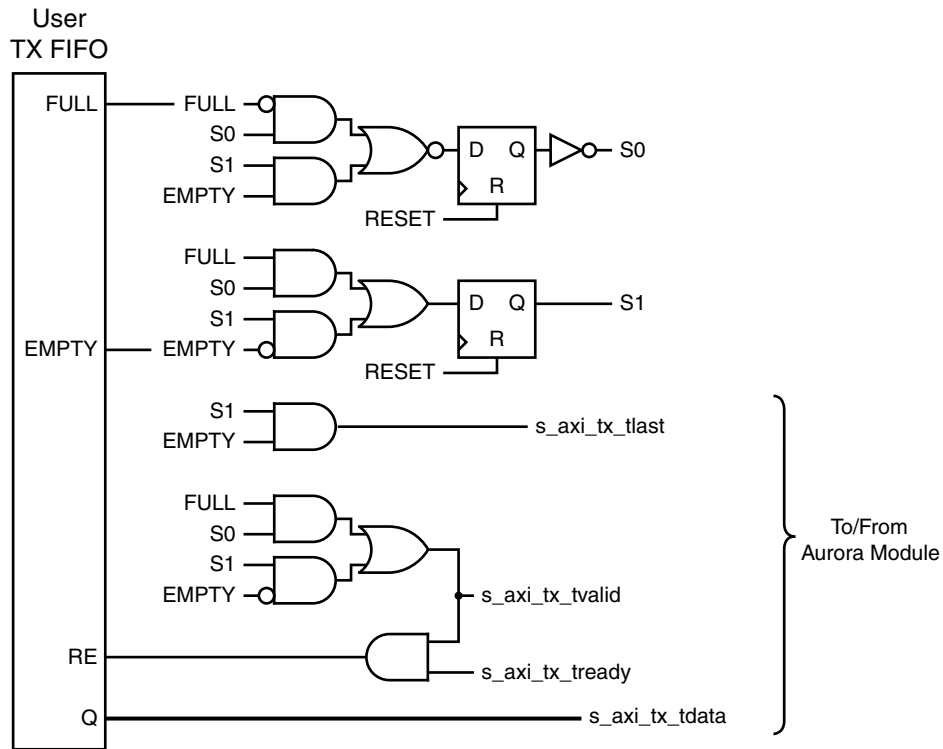 User
TX FIFO
FULL
FULL
S0
S1
EMPTY
D Q
R
S0
RESET
FULL
S0
S1
EMPTY
EMPTY
D Q
R
S1
RESET
S1
EMPTY
s_axi_tx_tlast
FULL
S0
S1
EMPTY
s_axi_tx_tvalid
To/From
Aurora Module
RE
s_axi_tx_tready
Q
s_axi_tx_tdata